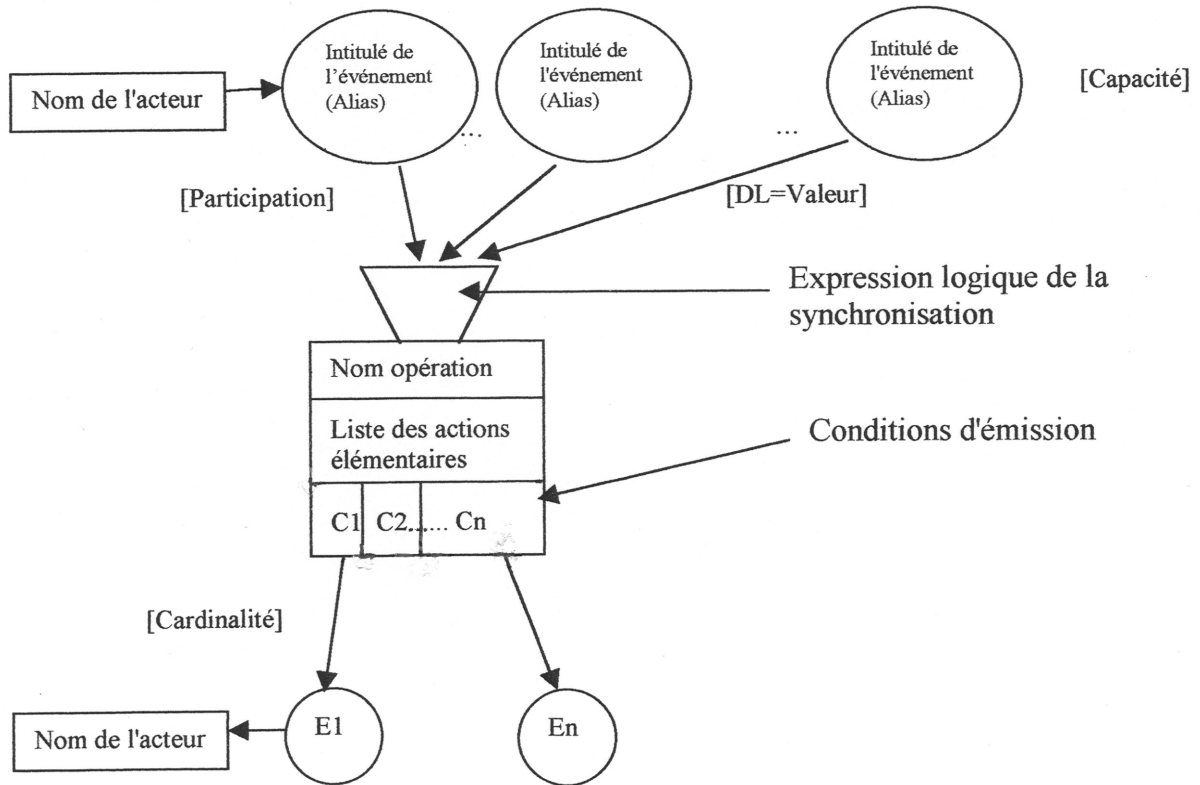 Intitulé de
l'événement
(Alias)
Intitulé de
l'événement
(Alias)
Intitulé de
l'événement
(Alias)
[Capacité]
Nom de l'acteur
...
...
[Participation]
[DL=Valeur]
Expression logique de la
synchronisation
Nom opération
Liste des actions
élémentaires
Conditions d'émission
C1 C2...... Cn
[Cardinalité]
Nom de l'acteur
E1
En